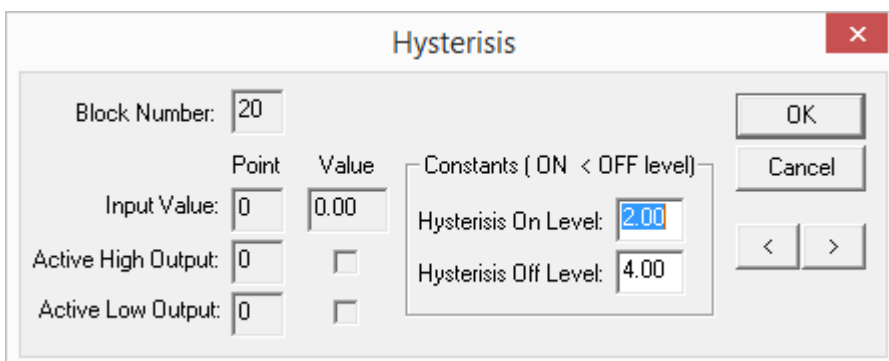 Hysterisis
Block Number: 20
OK
Point Value
Constants ( ON < OFF level)
Cancel
Input Value: 0 0.00
Hysterisis On Level: 2.00
Active High Output: 0
Hysterisis Off Level: 4.00
< >
Active Low Output: 0